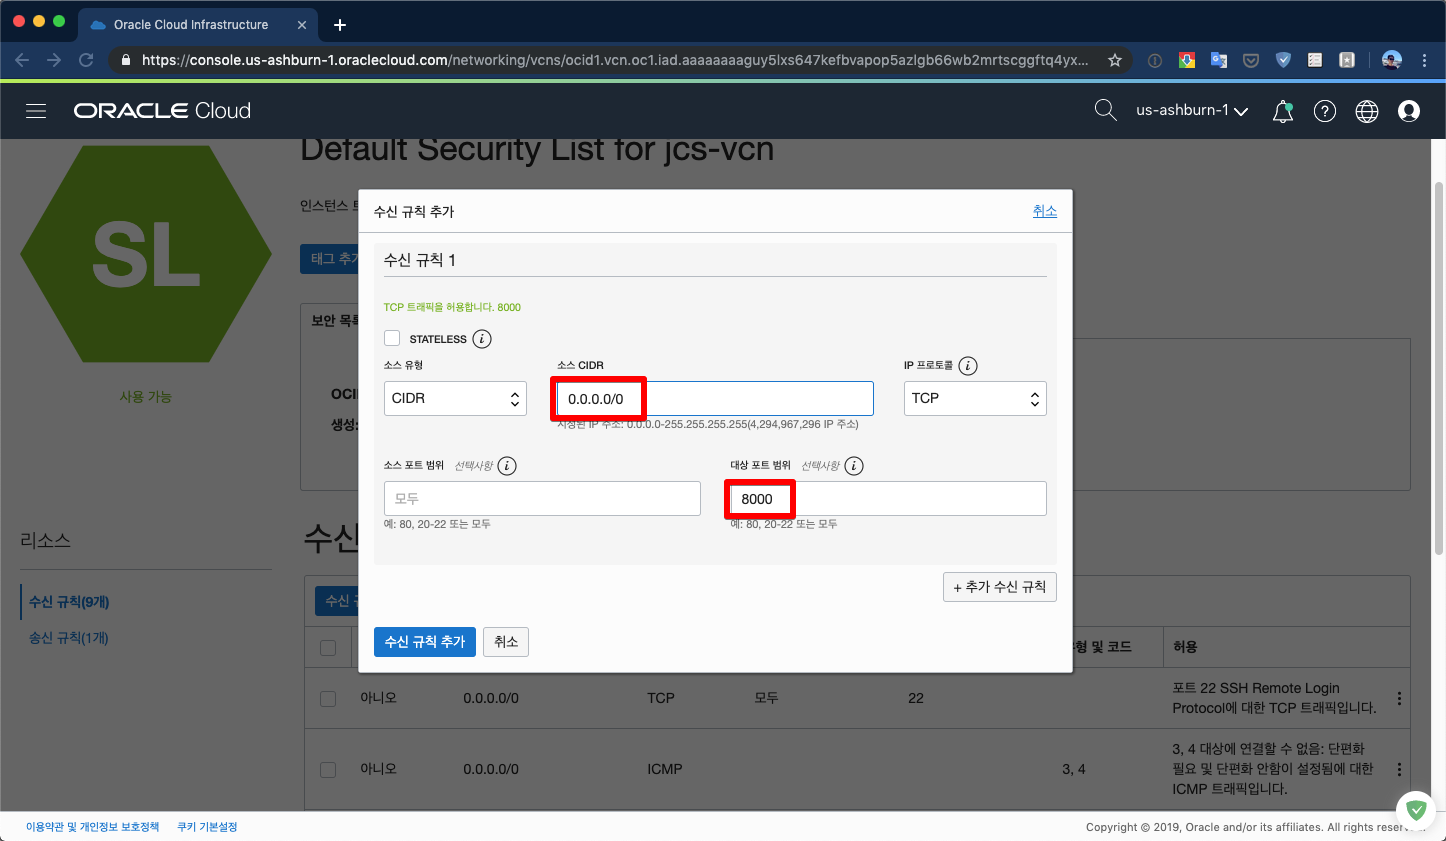 Oracle Cloud Infrastructure
https://console.us-ashburn-1.oraclecloud.com/networking/vcns/ocid1.vcn.oc1.iad.aaaaaaaaguy5lxs647kefbvapop5azlgb66wb2mrtscggftq4yx...
ORACLE Cloud
us-ashburn-1
Default Security List for jcs-vcn
SL
사용 가능
인스턴스
태그 추가
보안 목록
OCI
생성:
수신 규칙 추가
취소
수신 규칙 1
TCP 트래픽을 허용합니다. 8000
STATELESS
소스 유형
소스 CIDR
IP 프로토콜
CIDR
0.0.0.0/0
TCP
지정된 IP 주소: 0.0.0.0-255.255.255.255(4,294,967,296 IP 주소)
소스 포트 범위 선택사항
대상 포트 범위 선택사항
모두
8000
예: 80, 20-22 또는 모두
예: 80, 20-22 또는 모두
+ 추가 수신 규칙
수신 규칙 추가
취소
리소스
수신 규칙(9개)
송신 규칙(1개)
수신
수신
유형 및 코드
허용
아니오 0.0.0.0/0 TCP 모두 22
포트 22 SSH Remote Login
Protocol에 대한 TCP 트래픽입니다.
아니오 0.0.0.0/0 ICMP 3, 4
3, 4 대상에 연결할 수 없음: 단편화
필요 및 단편화 안함이 설정됨에 대한
ICMP 트래픽입니다.
이용약관 및 개인정보 보호정책
쿠키 기본설정
Copyright © 2019, Oracle and/or its affiliates. All rights reserved.